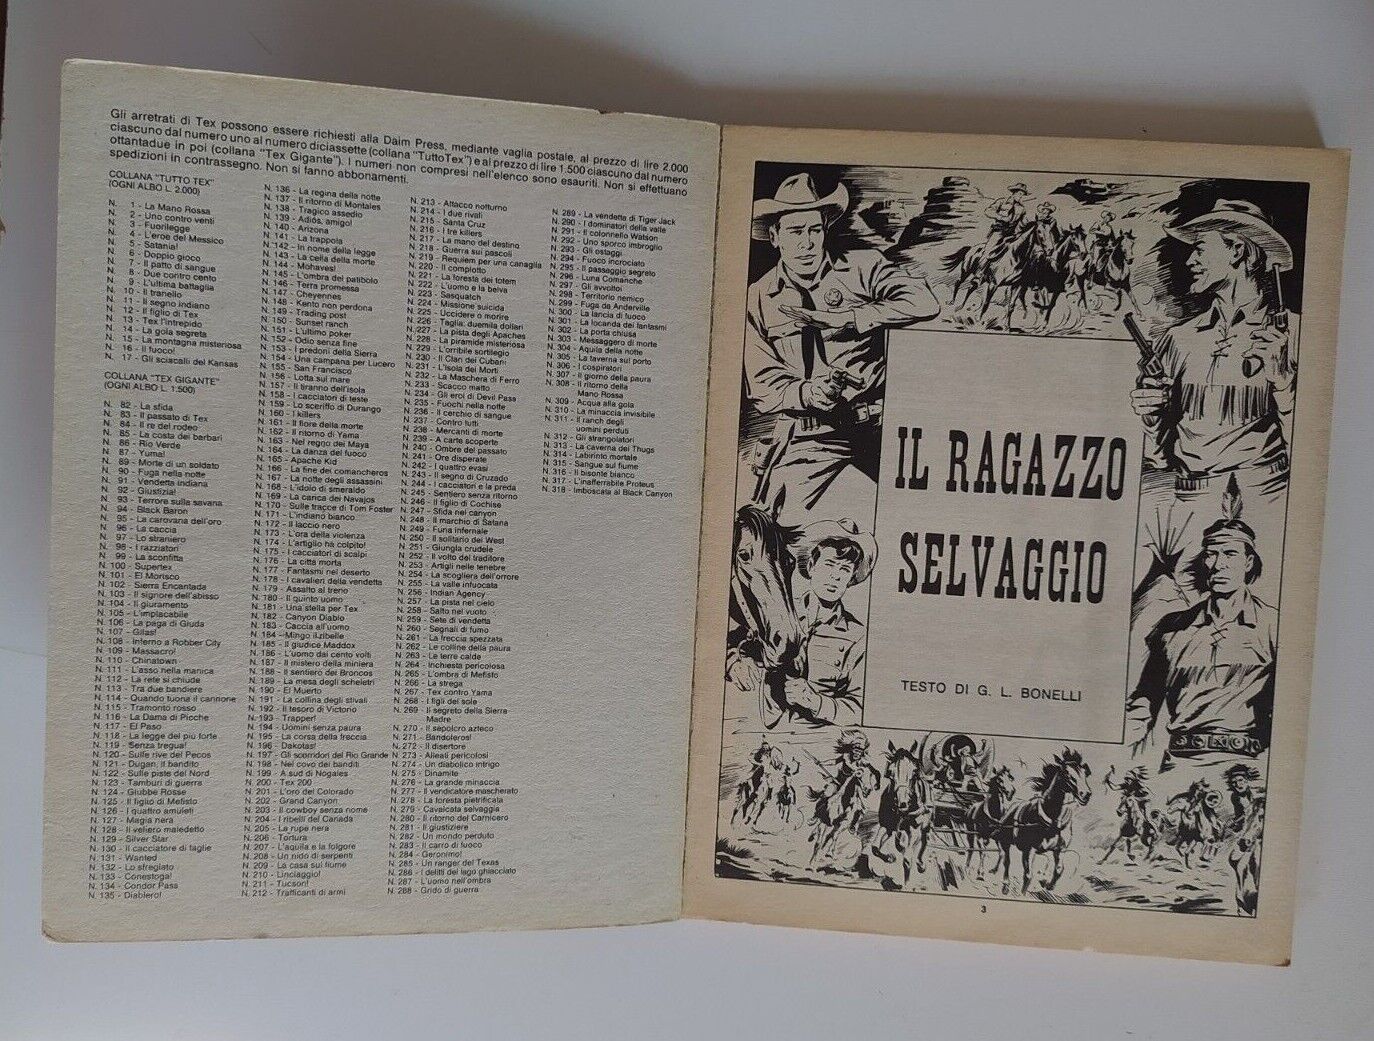 Gli arretrati di Tex possono essere richiesti alla Daim Press, mediante vaglia postale, al prezzo di lire 2.000
ciascuno dal numero uno al numero diciassette (collana "TuttoTex") e al prezzo di lire 1.500 ciascuno dal numero
ottantadue in poi (collana "Tex Gigante"). I numeri non compresi nell'elenco sono esauriti. Non si effettuano
spedizioni in contrassegno. Non si fanno abbonamenti.
COLLANA "TUTTO TEX"
(OGNI ALBO L. 2.000)
N. 1 - La Mano Rossa
N. 2 - Uno contro venti
N. 3 - Fuorilegge
N. 4 - L'eroe del Messico
N. 5 - Satania!
N. 6 - Doppio gioco
N. 7 - Il patto di sangue
N. 8 - Due contro cento
N. 9 - L'ultima battaglia
N. 10 - Il tranello
N. 11 - Il segno indiano
N. 12 - Il figlio di Tex
N. 13 - Tex l'intrepido
N. 14 - La gola segreta
N. 15 - La montagna misteriosa
N. 16 - Il fuoco!
N. 17 - Gli sciacalli del Kansas
COLLANA "TEX GIGANTE"
(OGNI ALBO L. 1.500)
N. 82 - La sfida
N. 83 - Il passato di Tex
N. 84 - Il re del rodeo
N. 85 - La costa dei barbari
N. 86 - Rio Verde
N. 87 - Yuma!
N. 89 - Morte di un soldato
N. 90 - Fuga nella notte
N. 91 - Vendetta indiana
N. 92 - Giustizia!
N. 93 - Terrore sulla savana
N. 94 - Black Baron
N. 95 - La carovana dell'oro
N. 96 - La caccia
N. 97 - Lo straniero
N. 98 - I razziatori
N. 99 - La sconfitta
N. 100 - Supertex
N. 101 - El Morisco
N. 102 - Sierra Encantada
N. 103 - Il signore dell'abisso
N. 104 - Il giuramento
N. 105 - L'implacabile
N. 106 - La paga di Giuda
N. 107 - Gilas!
N. 108 - Inferno a Robber City
N. 109 - Massacro!
N. 110 - Chinatown
N. 111 - L'asso nella manica
N. 112 - La rete si chiude
N. 113 - Tra due bandiere
N. 114 - Quando tuona il cannone
N. 115 - Tramonto rosso
N. 116 - La Dama di Picche
N. 117 - El Paso
N. 118 - La legge del più forte
N. 119 - Senza tregua!
N. 120 - Sulle rive del Pecos
N. 121 - Dugan, il bandito
N. 122 - Sulle piste del Nord
N. 123 - Tamburi di guerra
N. 124 - Giubbe Rosse
N. 125 - Il figlio di Mefisto
N. 126 - I quattro amuleti
N. 127 - Magia nera
N. 128 - Il veliero maledetto
N. 129 - Silver Star
N. 130 - Il cacciatore di taglie
N. 131 - Wanted
N. 132 - Lo sfregiato
N. 133 - Conestoga!
N. 134 - Condor Pass
N. 135 - Diablero!
N. 136 - La regina della notte
N. 137 - Il ritorno di Montales
N. 138 - Tragico assedio
N. 139 - Adiós, amigo!
N. 140 - Arizona
N. 141 - La trappola
N. 142 - In nome della legge
N. 143 - La cella della morte
N. 144 - Mohaves!
N. 145 - L'ombra del patibolo
N. 146 - Terra promessa
N. 147 - Cheyennes
N. 148 - Kento non perdona
N. 149 - Trading post
N. 150 - Sunset ranch
N. 151 - L'ultimo poker
N. 152 - Odio senza fine
N. 153 - I predoni della Sierra
N. 154 - Una campana per Lucero
N. 155 - San Francisco
N. 156 - Lotta sul mare
N. 157 - Il tiranno dell'isola
N. 158 - I cacciatori di teste
N. 159 - Lo sceriffo di Durango
N. 160 - I killers
N. 161 - Il fiore della morte
N. 162 - Il ritorno di Yama
N. 163 - Nel regno dei Maya
N. 164 - La danza del fuoco
N. 165 - Apache Kid
N. 166 - La fine dei comancheros
N. 167 - La notte degli assassini
N. 168 - L'idolo di smeraldo
N. 169 - La carica dei Navajos
N. 170 - Sulle tracce di Tom Foster
N. 171 - L'indiano bianco
N. 172 - Il laccio nero
N. 173 - L'ora della violenza
N. 174 - L'artiglio ha colpito!
N. 175 - I cacciatori di scalpi
N. 176 - La città morta
N. 177 - Fantasmi nel deserto
N. 178 - I cavalieri della vendetta
N. 179 - Assalto al treno
N. 180 - Il quinto uomo
N. 181 - Una stella per Tex
N. 182 - Canyon Diablo
N. 183 - Caccia all'uomo
N. 184 - Mingo il ribelle
N. 185 - Il giudice Maddox
N. 186 - L'uomo dai cento volti
N. 187 - Il mistero della miniera
N. 188 - Il sentiero dei Broncos
N. 189 - La mesa degli scheletri
N. 190 - El Muerto
N. 191 - La collina degli stivali
N. 192 - Il tesoro di Victorio
N. 193 - Trapper!
N. 194 - Uomini senza paura
N. 195 - La corsa della freccia
N. 196 - Dakotas!
N. 197 - Gli scorridori del Rio Grande
N. 198 - Nel covo dei banditi
N. 199 - A sud di Nogales
N. 200 - Tex 200
N. 201 - L'oro del Colorado
N. 202 - Grand Canyon
N. 203 - Il cowboy senza nome
N. 204 - I ribelli del Canada
N. 205 - La rupe nera
N. 206 - Tortura
N. 207 - L'aquila e la folgore
N. 208 - Un nido di serpenti
N. 209 - La casa sul fiume
N. 210 - Linciaggio!
N. 211 - Tucson!
N. 212 - Trafficanti di armi
N. 213 - Attacco notturno
N. 214 - I due rivali
N. 215 - Santa Cruz
N. 216 - I tre killers
N. 217 - La mano del destino
N. 218 - Guerra sui pascoli
N. 219 - Requiem per una canaglia
N. 220 - Il complotto
N. 221 - La foresta dei totem
N. 222 - L'uomo e la belva
N. 223 - Sasquatch
N. 224 - Missione suicida
N. 225 - Uccidere o morire
N. 226 - Taglia: duemila dollari
N. 227 - La pista degli Apaches
N. 228 - La piramide misteriosa
N. 229 - L'orribile sortilegio
N. 230 - Il Clan dei Cubani
N. 231 - L'Isola dei Morti
N. 232 - La Maschera di Ferro
N. 233 - Scacco matto
N. 234 - Gli eroi di Devil Pass
N. 235 - Fuochi nella notte
N. 236 - Il cerchio di sangue
N. 237 - Contro tutti
N. 238 - Mercanti di morte
N. 239 - A carte scoperte
N. 240 - Ombre del passato
N. 241 - Ore disperate
N. 242 - I quattro evasi
N. 243 - Il segno di Cruzado
N. 244 - I cacciatori e la preda
N. 245 - Sentiero senza ritorno
N. 246 - Il figlio di Cochise
N. 247 - Sfida nel canyon
N. 248 - Il marchio di Satana
N. 249 - Furia infernale
N. 250 - Il solitario del West
N. 251 - Giungla crudele
N. 252 - Il volto del traditore
N. 253 - Artigli nelle tenebre
N. 254 - La scogliera dell'orrore
N. 255 - La valle infuocata
N. 256 - Indian Agency
N. 257 - La pista nel cielo
N. 258 - Salto nel vuoto
N. 259 - Sete di vendetta
N. 260 - Segnali di fumo
N. 261 - La freccia spezzata
N. 262 - Le colline della paura
N. 263 - Le terre calde
N. 264 - Inchiesta pericolosa
N. 265 - L'ombra di Mefisto
N. 266 - La strega
N. 267 - Tex contro Yama
N. 268 - I figli del sole
N. 269 - Il segreto della Sierra
Madre
N. 270 - Il sepolcro azteco
N. 271 - Bandoleros!
N. 272 - Il disertore
N. 273 - Alleati pericolosi
N. 274 - Un diabolico intrigo
N. 275 - Dinamite
N. 276 - La grande minaccia
N. 277 - Il vendicatore mascherato
N. 278 - La foresta pietrificata
N. 279 - Cavalcata selvaggia
N. 280 - Il ritorno del Carnicero
N. 281 - Il giustiziere
N. 282 - Un mondo perduto
N. 283 - Il carro di fuoco
N. 284 - Geronimo!
N. 285 - Un ranger del Texas
N. 286 - I delitti del lago ghiacciato
N. 287 - L'uomo nell'ombra
N. 288 - Grido di guerra
N. 289 - La vendetta di Tiger Jack
N. 290 - I dominatori della valle
N. 291 - Il colonnello Watson
N. 292 - Uno sporco imbroglio
N. 293 - Gli ostaggi
N. 294 - Fuoco incrociato
N. 295 - Il passaggio segreto
N. 296 - Luna Comanche
N. 297 - Gli avvoltoi
N. 298 - Territorio nemico
N. 299 - Fuga da Anderville
N. 300 - La lancia di fuoco
N. 301 - La locanda dei fantasmi
N. 302 - La porta chiusa
N. 303 - Messaggero di morte
N. 304 - Aquila della notte
N. 305 - La taverna sul porto
N. 306 - I cospiratori
N. 307 - Il giorno della paura
N. 308 - Il ritorno della
Mano Rossa
N. 309 - Acqua alla gola
N. 310 - La minaccia invisibile
N. 311 - Il ranch degli
uomini perduti
N. 312 - Gli strangolatori
N. 313 - La caverna dei Thugs
N. 314 - Labirinto mortale
N. 315 - Sangue sul fiume
N. 316 - Il bisonte bianco
N. 317 - L'inafferrabile Proteus
N. 318 - Imboscata al Black Canyon
IL RAGAZZO
SELVAGGIO
TESTO DI G. L. BONELLI
3